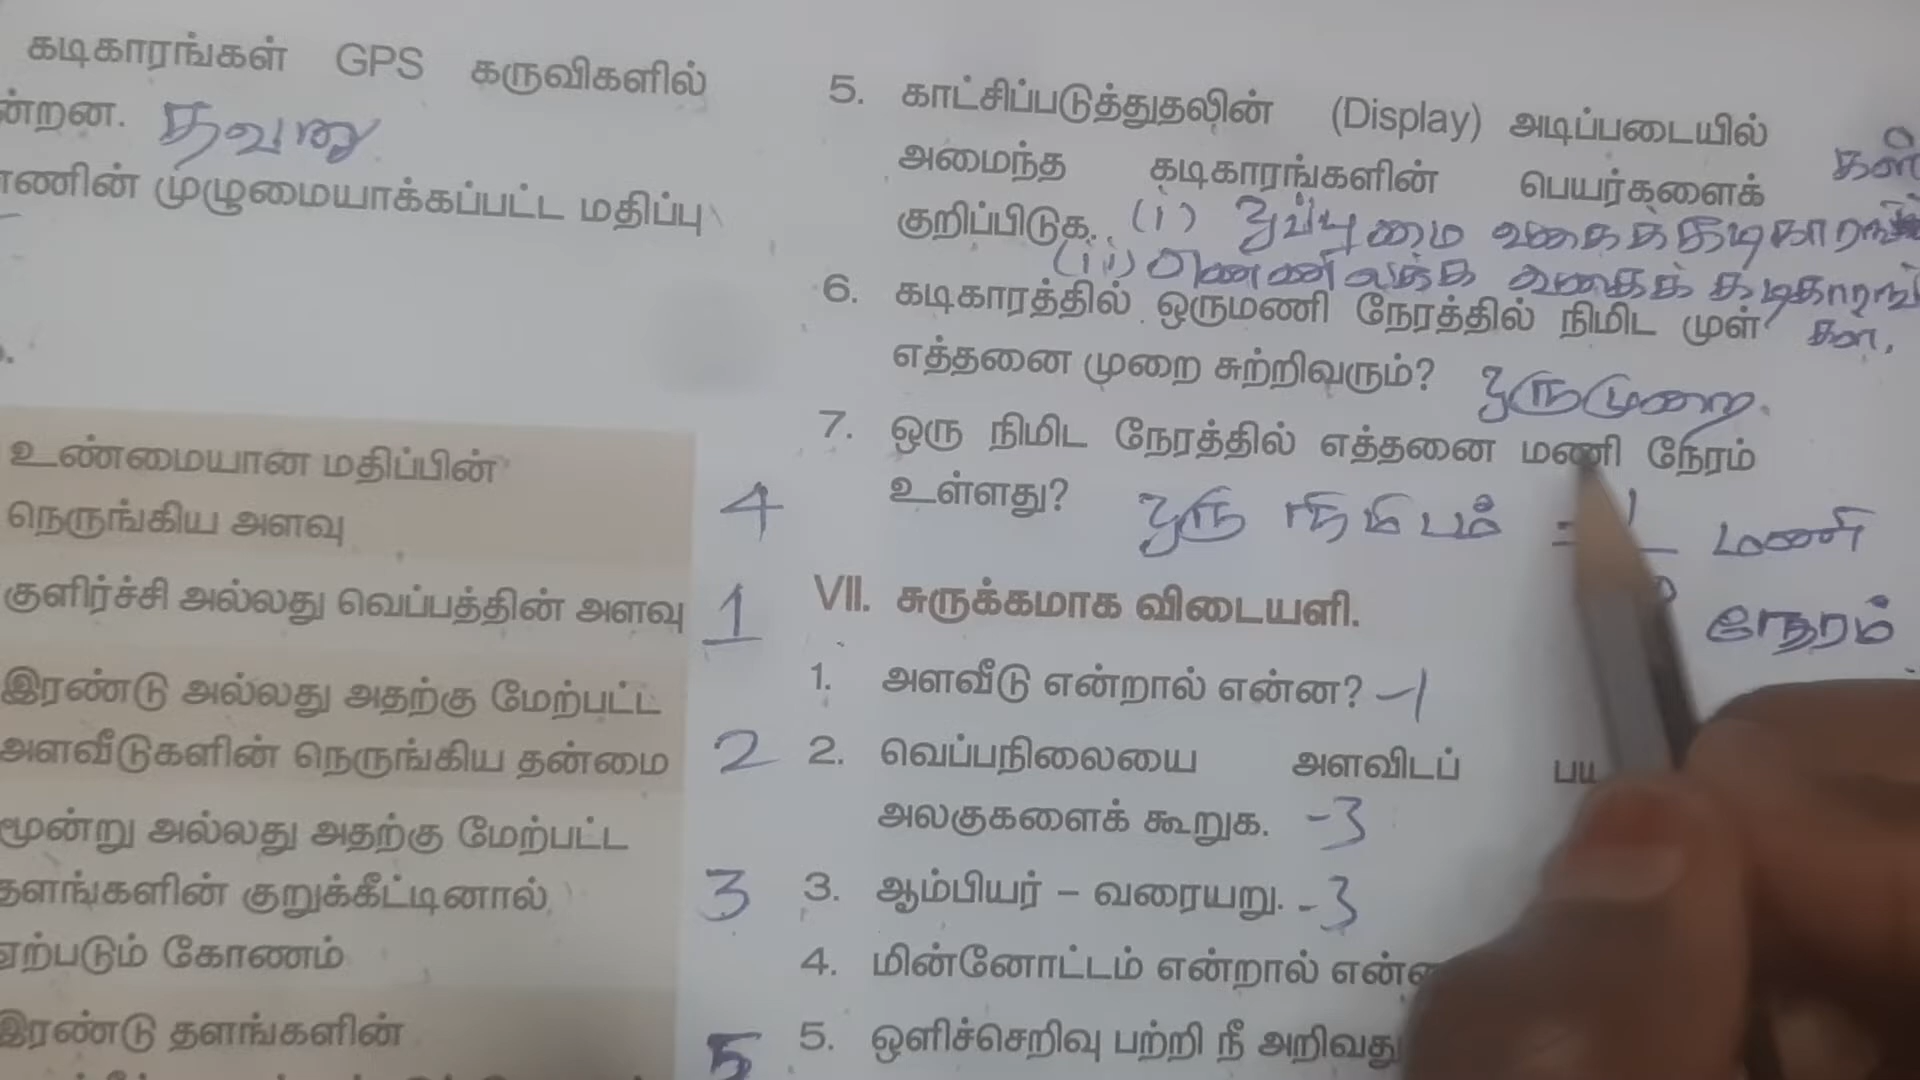 கடிகாரங்கள் GPS கருவிகளில்
ன்றன. தவறு
ணின் முழுமையாக்கப்பட்ட மதிப்பு
உண்மையான மதிப்பின்
நெருங்கிய அளவு 4
குளிர்ச்சி அல்லது வெப்பத்தின் அளவு 1
இரண்டு அல்லது அதற்கு மேற்பட்ட
அளவீடுகளின் நெருங்கிய தன்மை 2
மூன்று அல்லது அதற்கு மேற்பட்ட
தளங்களின் குறுக்கீட்டினால் 3
ஏற்படும் கோணம்
இரண்டு தளங்களின்
5
5. காட்சிப்படுத்துதலின் (Display) அடிப்படையில்
அமைந்த கடிகாரங்களின் பெயர்களைக்
குறிப்பிடுக. (i) ஒப்புமை வகைக்கடிகாரங்கள்
(ii) எண்ணிலக்க வகைக் கடிகாரங்
கள்.
6. கடிகாரத்தில் ஒருமணி நேரத்தில் நிமிட முள்
எத்தனை முறை சுற்றிவரும்? ஒருமுறை.
7. ஒரு நிமிட நேரத்தில் எத்தனை மணி நேரம்
உள்ளது? ஒரு நிமிடம் = 1 மணி
நேரம்
VII. சுருக்கமாக விடையளி.
1. அளவீடு என்றால் என்ன? -1
2. வெப்பநிலையை அளவிடப்
அலகுகளைக் கூறுக. -3
3. ஆம்பியர் – வரையறு. -3
4. மின்னோட்டம் என்றால்
5. ஒளிச்செறிவு பற்றி நீ அறிவது